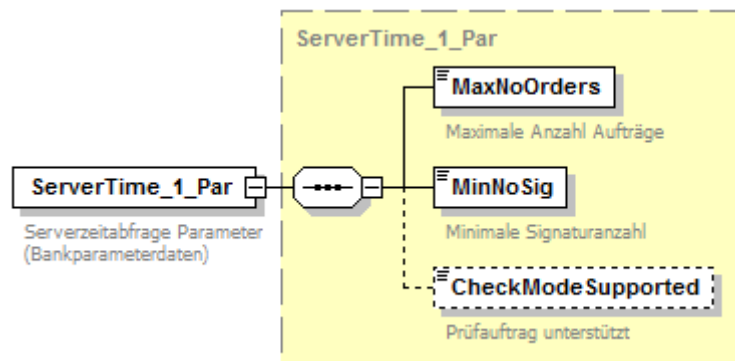 ServerTime_1_Par
MaxNoOrders
Maximale Anzahl Aufträge
ServerTime_1_Par
Serverzeitabfrage Parameter
(Bankparameterdaten)
MinNoSig
Minimale Signaturanzahl
CheckModeSupported
Prüfauftrag unterstützt